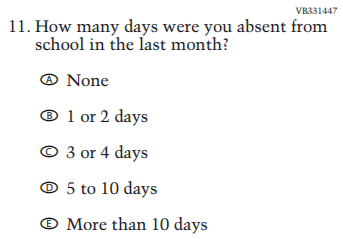 VB331447
11. How many days were you absent from
school in the last month?
Ⓐ None
Ⓑ 1 or 2 days
Ⓒ 3 or 4 days
Ⓓ 5 to 10 days
Ⓔ More than 10 days